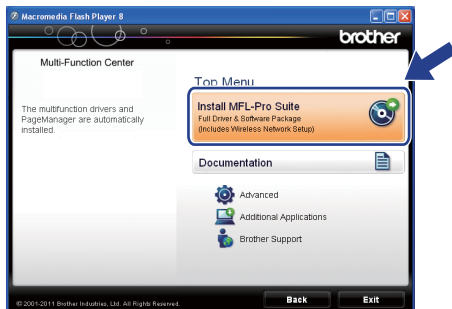 Macromedia Flash Player 8
brother
Multi-Function Center
Top Menu
The multifunction drivers and
PageManager are automatically
installed.
Install MFL-Pro Suite
Full Driver & Software Package
(Includes Wireless Network Setup)
Documentation
Advanced
Additional Applications
Brother Support
© 2001-2011 Brother Industries, Ltd. All Rights Reserved.
Back
Exit